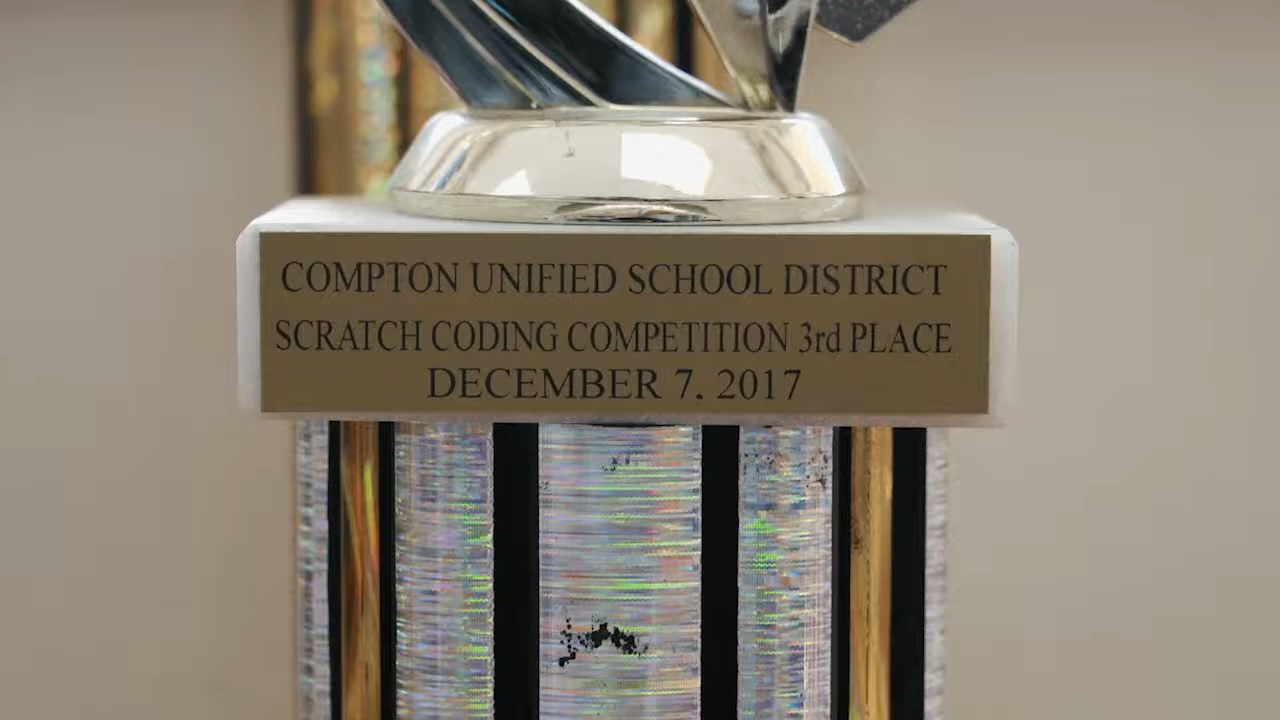 COMPTON UNIFIED SCHOOL DISTRICT
SCRATCH CODING COMPETITION 3rd PLACE
DECEMBER 7, 2017